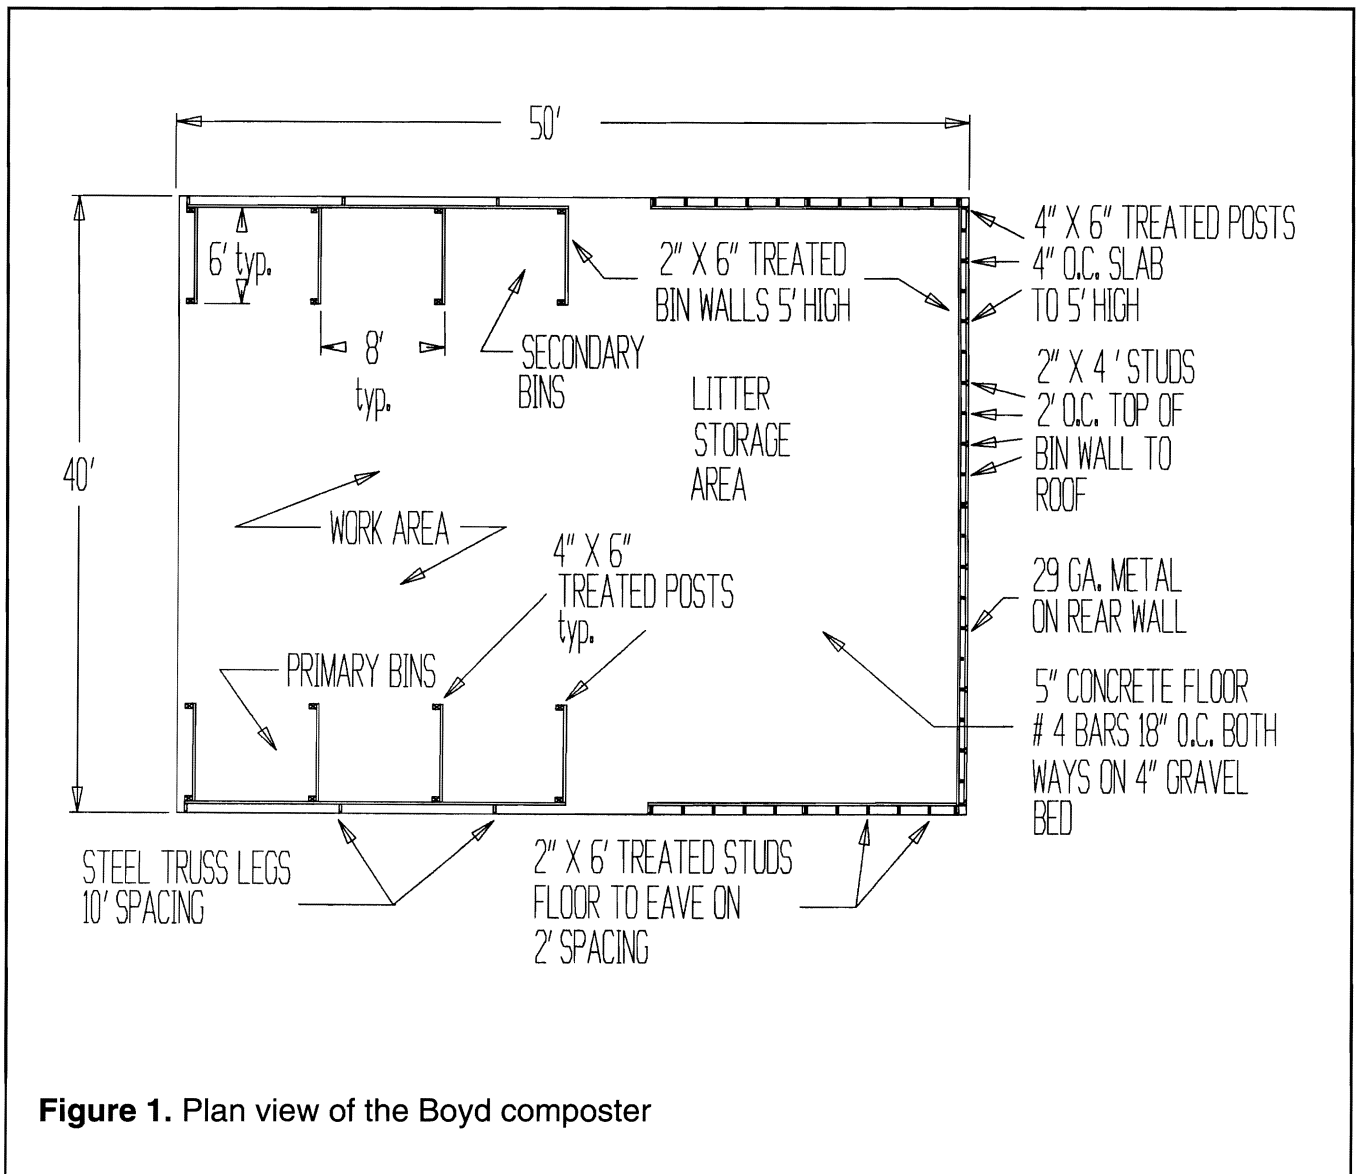 50'
40'
6' typ.
8'
typ.
2" X 6" TREATED
BIN WALLS 5' HIGH
SECONDARY
BINS
LITTER
STORAGE
AREA
4" X 6" TREATED POSTS
4" O.C. SLAB
TO 5' HIGH
2" X 4 ' STUDS
2' O.C. TOP OF
BIN WALL TO
ROOF
WORK AREA
4" X 6"
TREATED POSTS
typ.
29 GA. METAL
ON REAR WALL
PRIMARY BINS
5" CONCRETE FLOOR
# 4 BARS 18" O.C. BOTH
WAYS ON 4" GRAVEL
BED
STEEL TRUSS LEGS
10' SPACING
2" X 6' TREATED STUDS
FLOOR TO EAVE ON
2' SPACING
Figure 1. Plan view of the Boyd composter